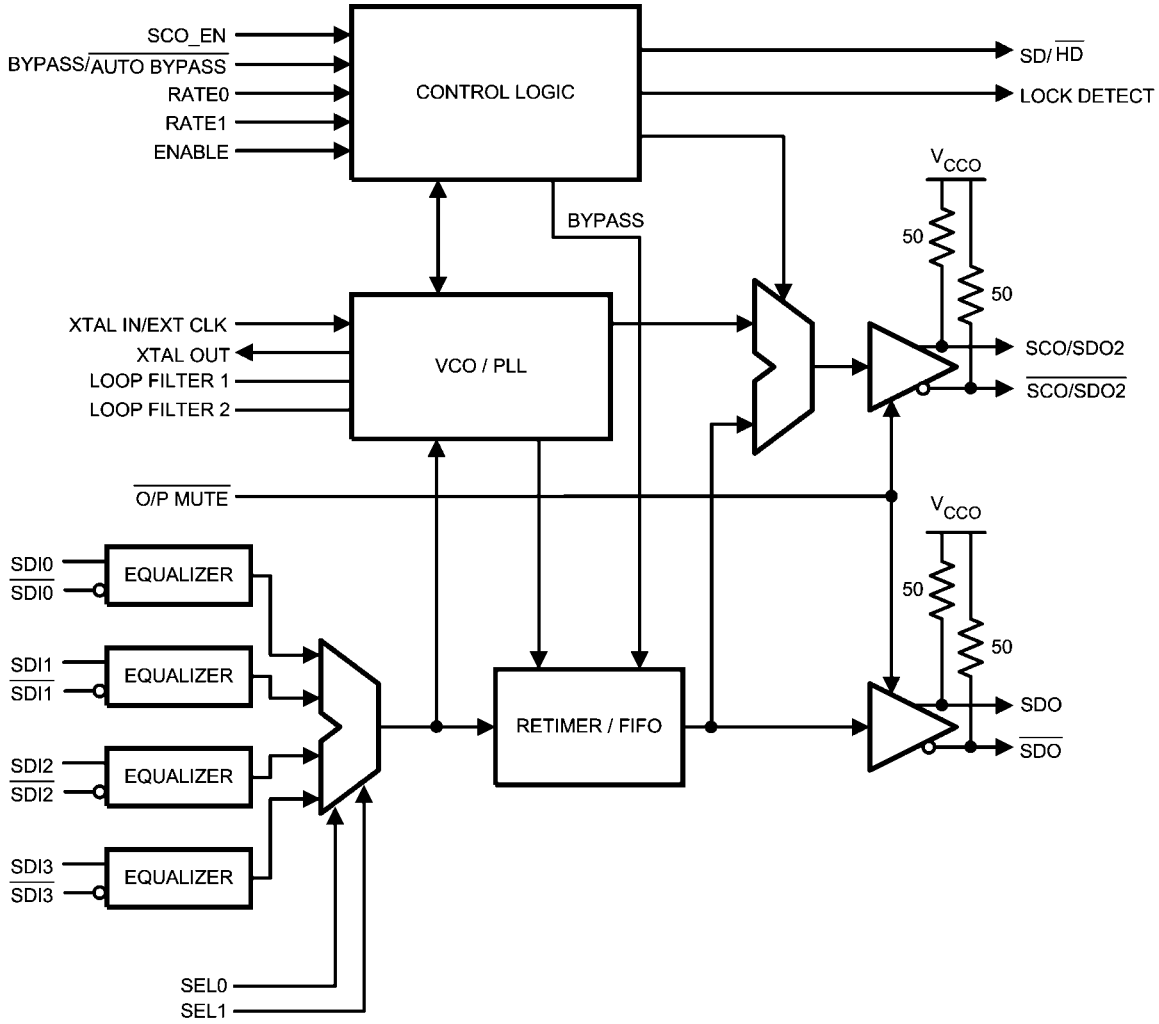 SCO_EN
BYPASS/AUTO BYPASS
RATE0
RATE1
ENABLE
CONTROL LOGIC
SD/HD
LOCK DETECT
BYPASS
VCCO
50
50
XTAL IN/EXT CLK
XTAL OUT
LOOP FILTER 1
LOOP FILTER 2
VCO / PLL
SCO/SDO2
SCO/SDO2
O/P MUTE
VCCO
50
50
SDI0
SDI0
EQUALIZER
SDI1
SDI1
EQUALIZER
SDI2
SDI2
EQUALIZER
SDI3
SDI3
EQUALIZER
RETIMER / FIFO
SDO
SDO
SEL0
SEL1